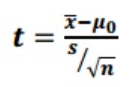 t = x̄−μ₀ / s/√n